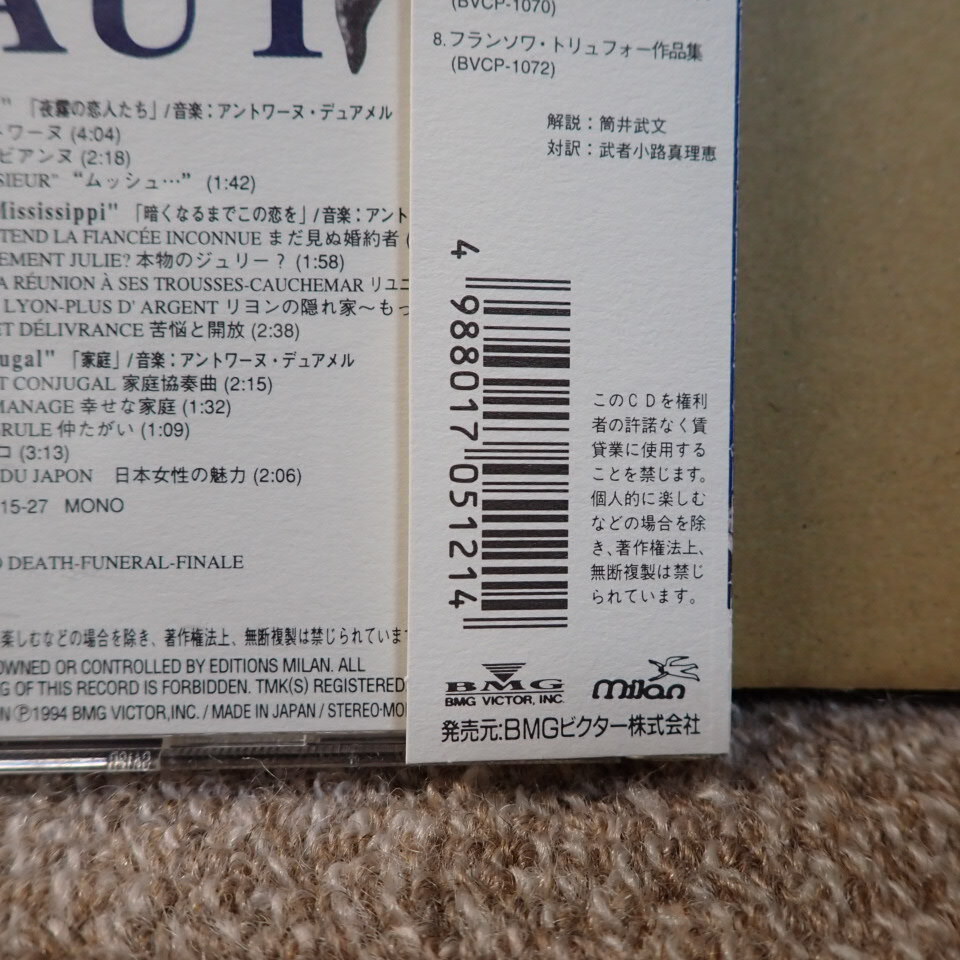 AUT
" 「夜霧の恋人たち」/音楽：アントワーヌ・デュアメル
トワーヌ (4:04)
ビアンヌ (2:18)
SIEUR" “ムッシュ…” (1:42)
Mississippi" 「暗くなるまでこの恋を」/音楽：アント
TEND LA FIANCÉE INCONNUE まだ見ぬ婚約者 (
EMENT JULIE? 本物のジュリー？ (1:58)
A RÉUNION À SES TROUSSES-CAUCHEMAR リユニ
LYON-PLUS D' ARGENT リヨンの隠れ家〜もっ
ET DÉLIVRANCE 苦悩と開放 (2:38)
ugal" 「家庭」/音楽：アントワーヌ・デュアメル
T CONJUGAL 家庭協奏曲 (2:15)
MANAGE 幸せな家庭 (1:32)
RULE 仲たがい (1:09)
コ (3:13)
DU JAPON 日本女性の魅力 (2:06)
15-27 MONO
DEATH-FUNERAL-FINALE
楽しむなどの場合を除き、著作権法上、無断複製は禁じられています
OWNED OR CONTROLLED BY EDITIONS MILAN. ALL
G OF THIS RECORD IS FORBIDDEN. TMK(S) REGISTERED
N Ⓟ1994 BMG VICTOR,INC. / MADE IN JAPAN / STEREO·MO
(BVCP-1070)
8.フランソワ・トリュフォー作品集
(BVCP-1072)
解説：筒井武文
対訳：武者小路真理恵
4 988017 051214
このＣＤを権利
者の許諾なく賃
貸業に使用する
ことを禁じます。
個人的に楽しむ
などの場合を除
き、著作権法上、
無断複製は禁じ
られています。
BMG
BMG VICTOR, INC.
milan
発売元:BMGビクター株式会社